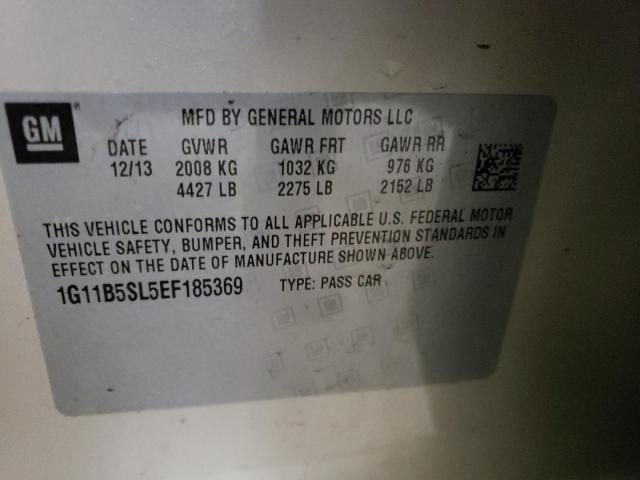 GM
MFD BY GENERAL MOTORS LLC
DATE GVWR GAWR FRT GAWR RR
12/13 2008 KG 1032 KG 976 KG
4427 LB 2275 LB 2152 LB
THIS VEHICLE CONFORMS TO ALL APPLICABLE U.S. FEDERAL MOTOR
VEHICLE SAFETY, BUMPER, AND THEFT PREVENTION STANDARDS IN
EFFECT ON THE DATE OF MANUFACTURE SHOWN ABOVE.
1G11B5SL5EF185369 TYPE: PASS CAR